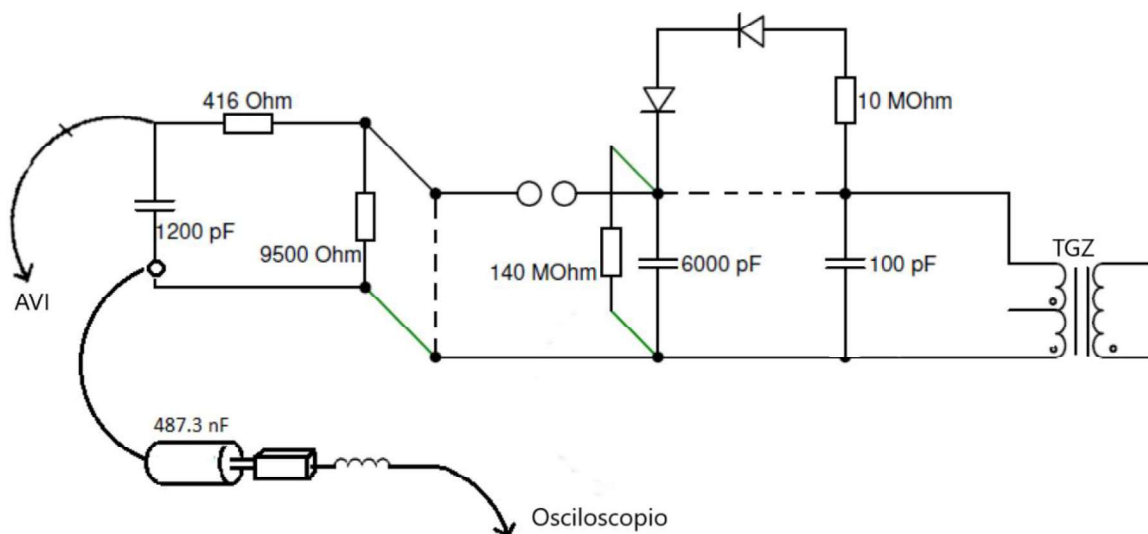 416 Ohm
10 MOhm
1200 pF
9500 Ohm
AVI
140 MOhm
6000 pF
100 pF
TGZ
487.3 nF
Osciloscopio